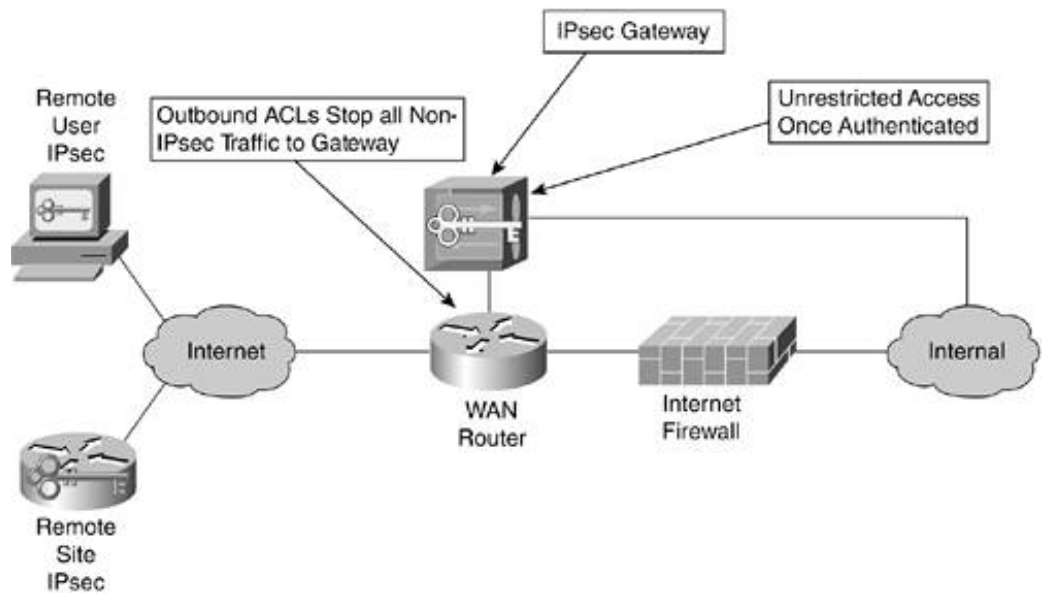 IPsec Gateway
Remote
User
IPsec
Outbound ACLs Stop all Non-
IPsec Traffic to Gateway
Unrestricted Access
Once Authenticated
Internet
WAN
Router
Internet
Firewall
Internal
Remote
Site
IPsec